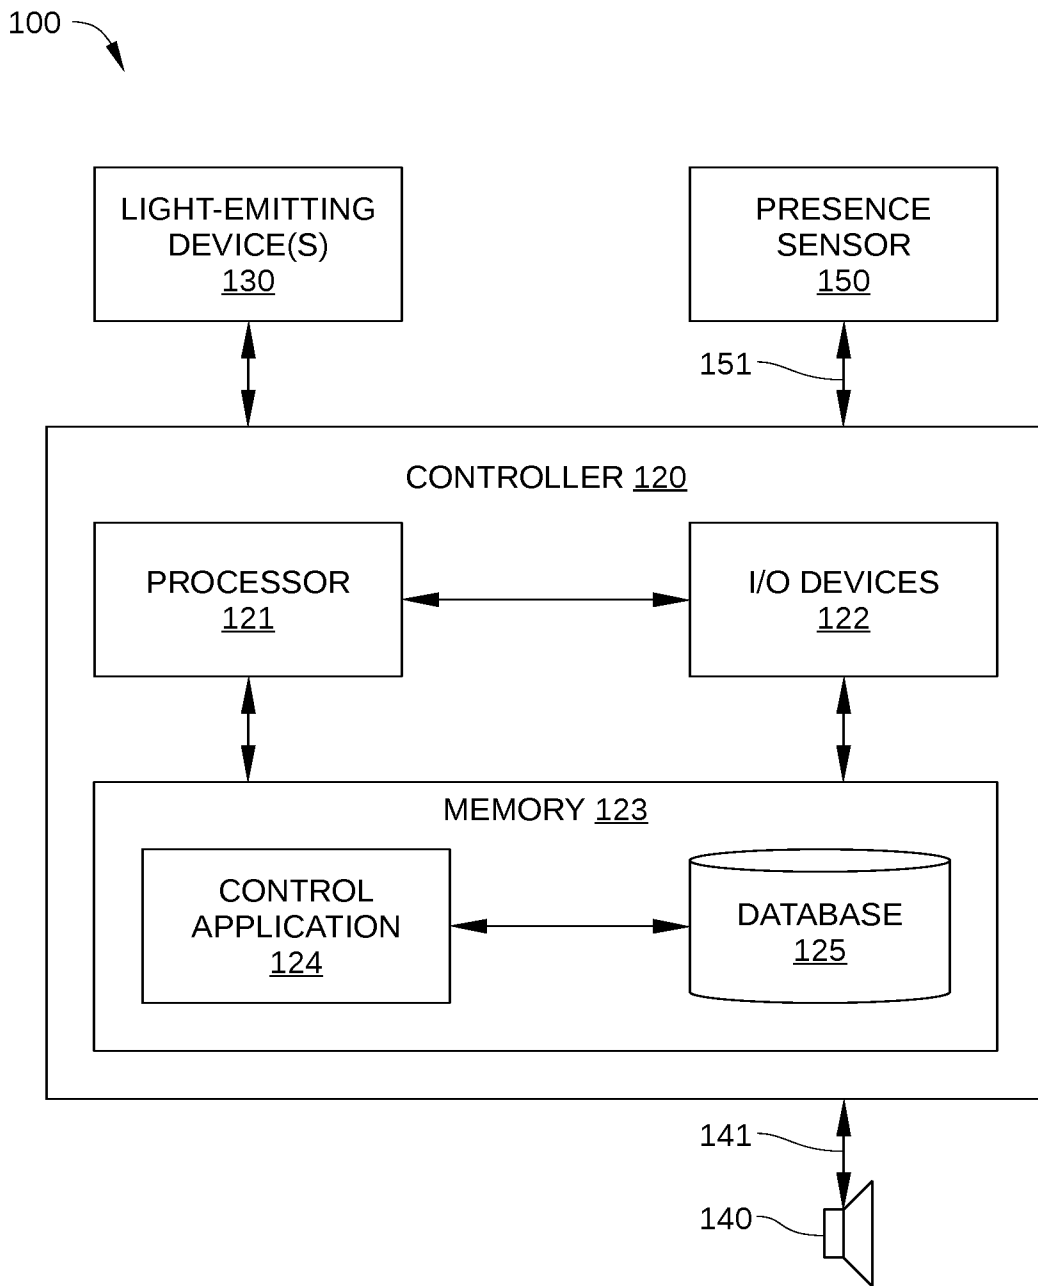 100
LIGHT-EMITTING
DEVICE(S)
130
PRESENCE
SENSOR
150
151
CONTROLLER 120
PROCESSOR
121
I/O DEVICES
122
MEMORY 123
CONTROL
APPLICATION
124
DATABASE
125
141
140